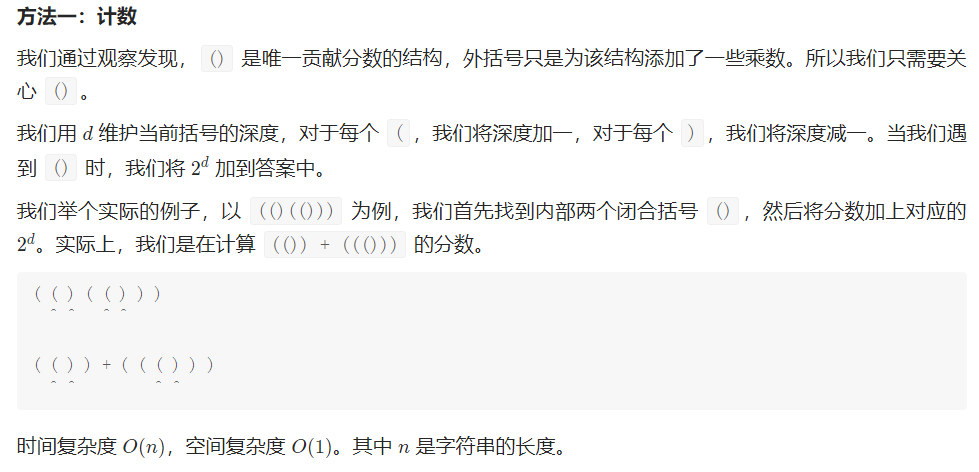 方法一：计数
我们通过观察发现， () 是唯一贡献分数的结构，外括号只是为该结构添加了一些乘数。所以我们只需要关
心 () 。
我们用 d 维护当前括号的深度，对于每个 ( ，我们将深度加一，对于每个 ) ，我们将深度减一。当我们遇
到 () 时，我们将 2^d 加到答案中。
我们举个实际的例子，以 (()(())) 为例，我们首先找到内部两个闭合括号 () ，然后将分数加上对应的
2^d。实际上，我们是在计算 (()) + ((())) 的分数。
( ( ) ( ( ) ) )
^ ^ ^ ^
( ( ) ) + ( ( ( ) ) )
^ ^ ^ ^
时间复杂度 O(n)，空间复杂度 O(1)。其中 n 是字符串的长度。